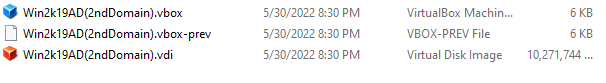 Win2k19AD(2ndDomain).vbox 5/30/2022 8:30 PM VirtualBox Machin... 6 KB
Win2k19AD(2ndDomain).vbox-prev 5/30/2022 8:30 PM VBOX-PREV File 6 KB
Win2k19AD(2ndDomain).vdi 5/30/2022 8:30 PM Virtual Disk Image 10,271,744 ...